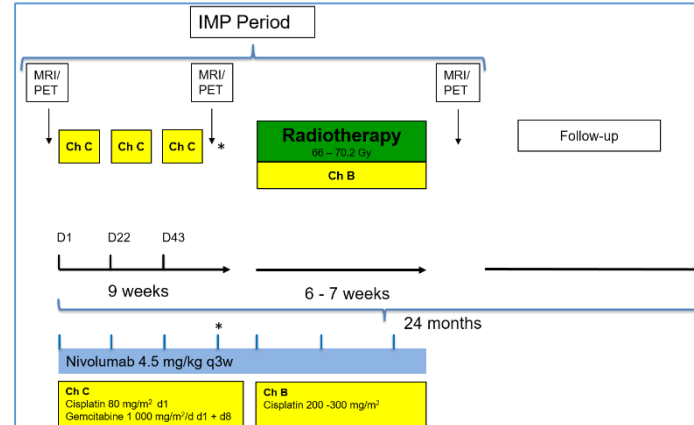 IMP Period
MRI/
PET
MRI/
PET
MRI/
PET
Ch C
Ch C
Ch C
*
Radiotherapy
66 – 70.2 Gy
Ch B
Follow-up
D1
D22
D43
9 weeks
6 - 7 weeks
24 months
*
Nivolumab 4.5 mg/kg q3w
Ch C
Cisplatin 80 mg/m² d1
Gemcitabine 1 000 mg/m²/d d1 + d8
Ch B
Cisplatin 200 -300 mg/m²